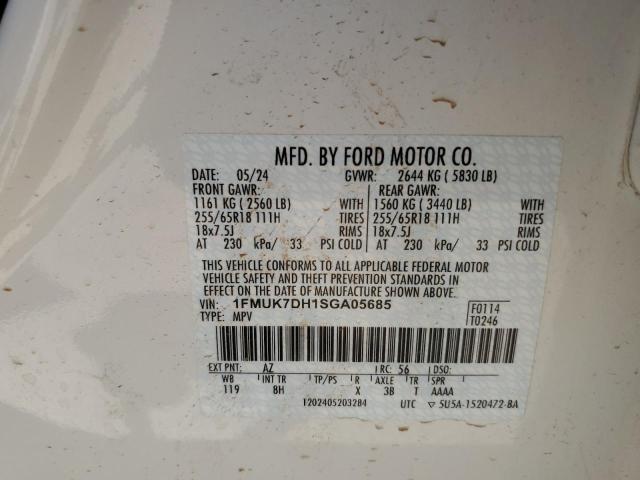 MFD. BY FORD MOTOR CO.
DATE: 05/24 GVWR: 2644 KG ( 5830 LB)
FRONT GAWR: REAR GAWR:
1161 KG ( 2560 LB) WITH 1560 KG ( 3440 LB) WITH
255/65R18 111H TIRES 255/65R18 111H TIRES
18x7.5J RIMS 18x7.5J RIMS
AT 230 kPa/ 33 PSI COLD AT 230 kPa/ 33 PSI COLD
THIS VEHICLE CONFORMS TO ALL APPLICABLE FEDERAL MOTOR
VEHICLE SAFETY AND THEFT PREVENTION STANDARDS IN
EFFECT ON THE DATE OF MANUFACTURE SHOWN ABOVE.
VIN: 1FMUK7DH1SGA05685 F0114
TYPE: MPV T0246
EXT PNT: AZ RC: 56 DSO:
WB INT TR TP/PS R AXLE TR SPR
119 8H X 3B T AAAA
1202405203284 UTC ▽ 5U5A-1520472-BA